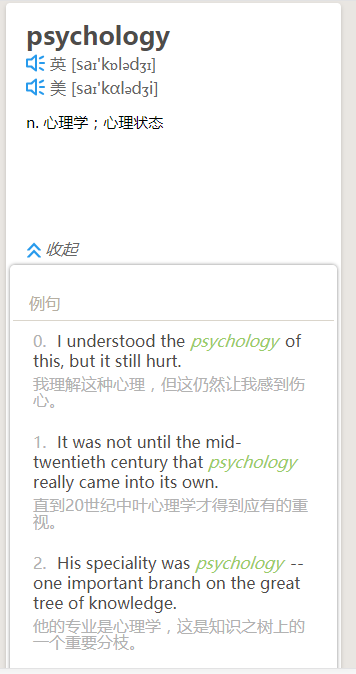 psychology
英 [saɪ'kɒlədʒɪ]
美 [saɪ'kɑlədʒi]
n. 心理学；心理状态
收起
例句
0. I understood the psychology of
this, but it still hurt.
我理解这种心理，但这仍然让我感到伤
心。
1. It was not until the mid-
twentieth century that psychology
really came into its own.
直到20世纪中叶心理学才得到应有的重
视。
2. His speciality was psychology --
one important branch on the great
tree of knowledge.
他的专业是心理学，这是知识之树上的
一个重要分枝。